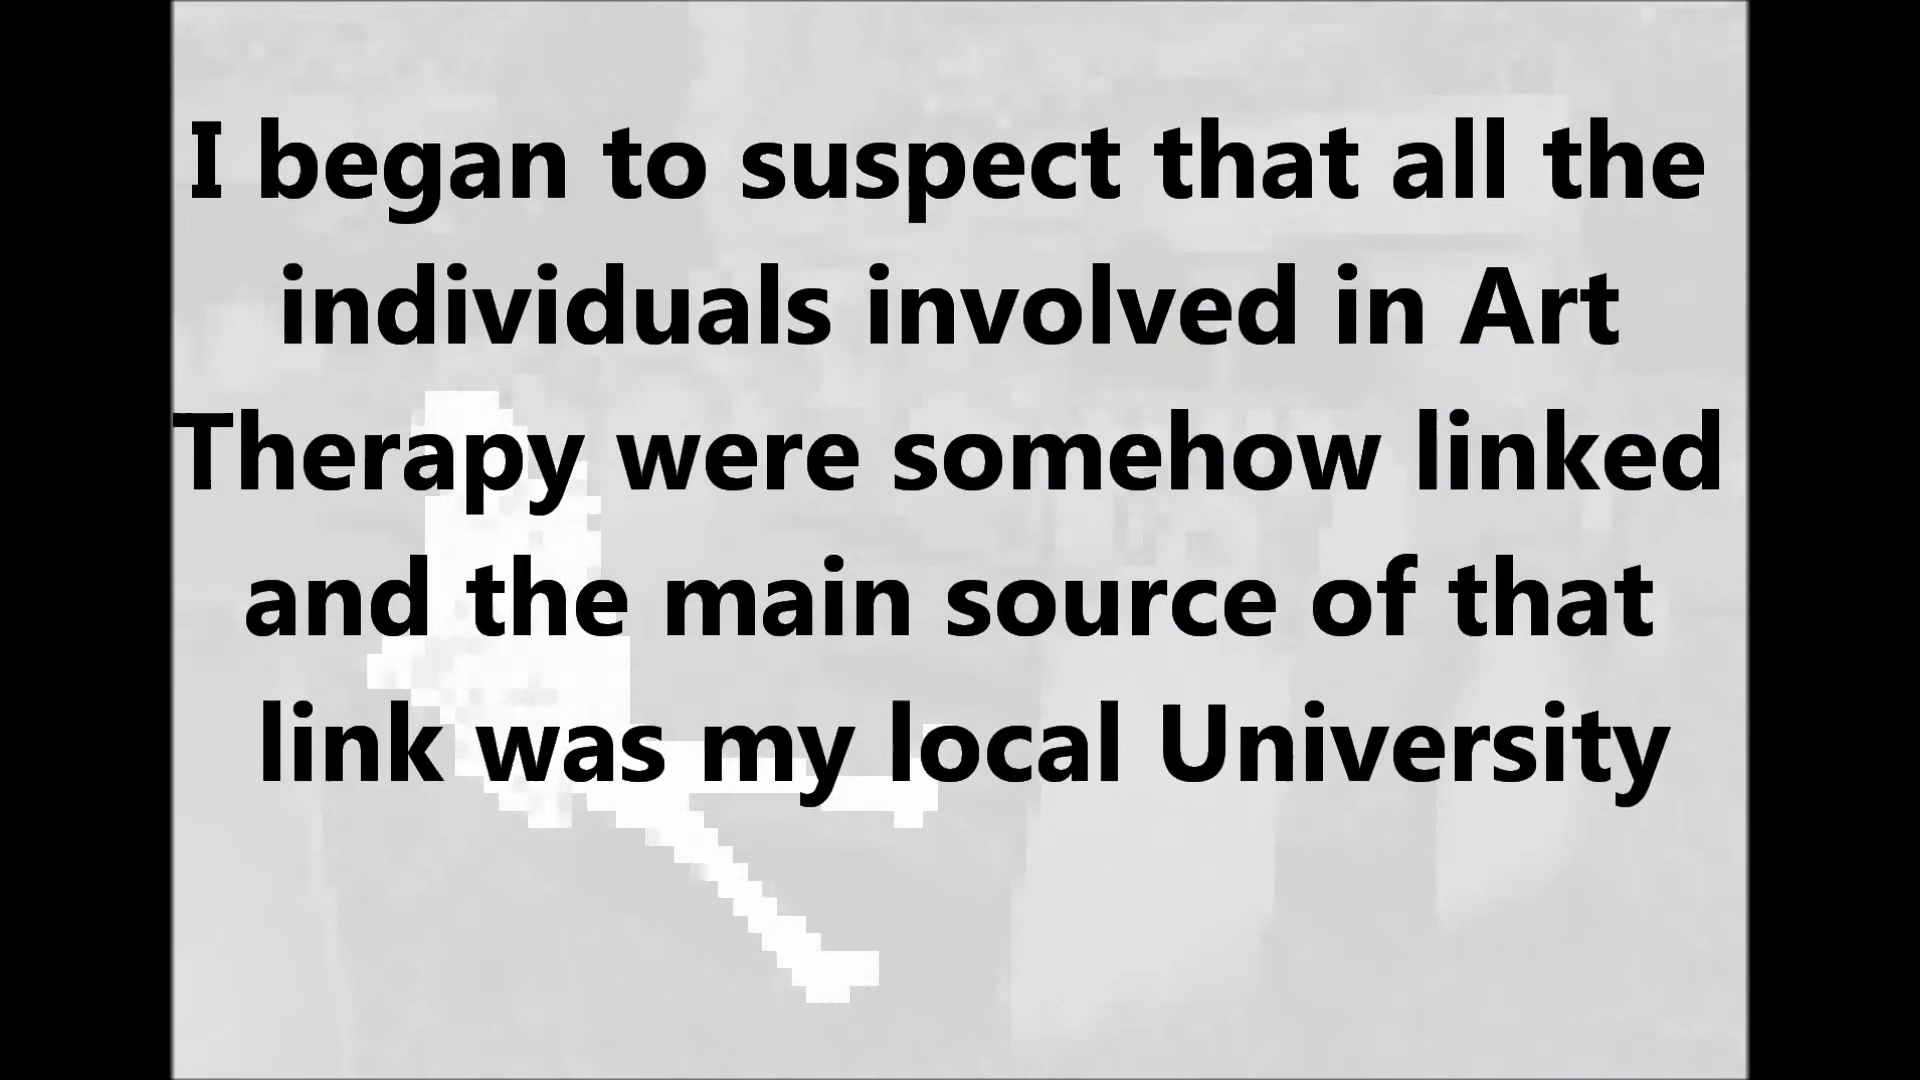 I began to suspect that all the
individuals involved in Art
Therapy were somehow linked
and the main source of that
link was my local University